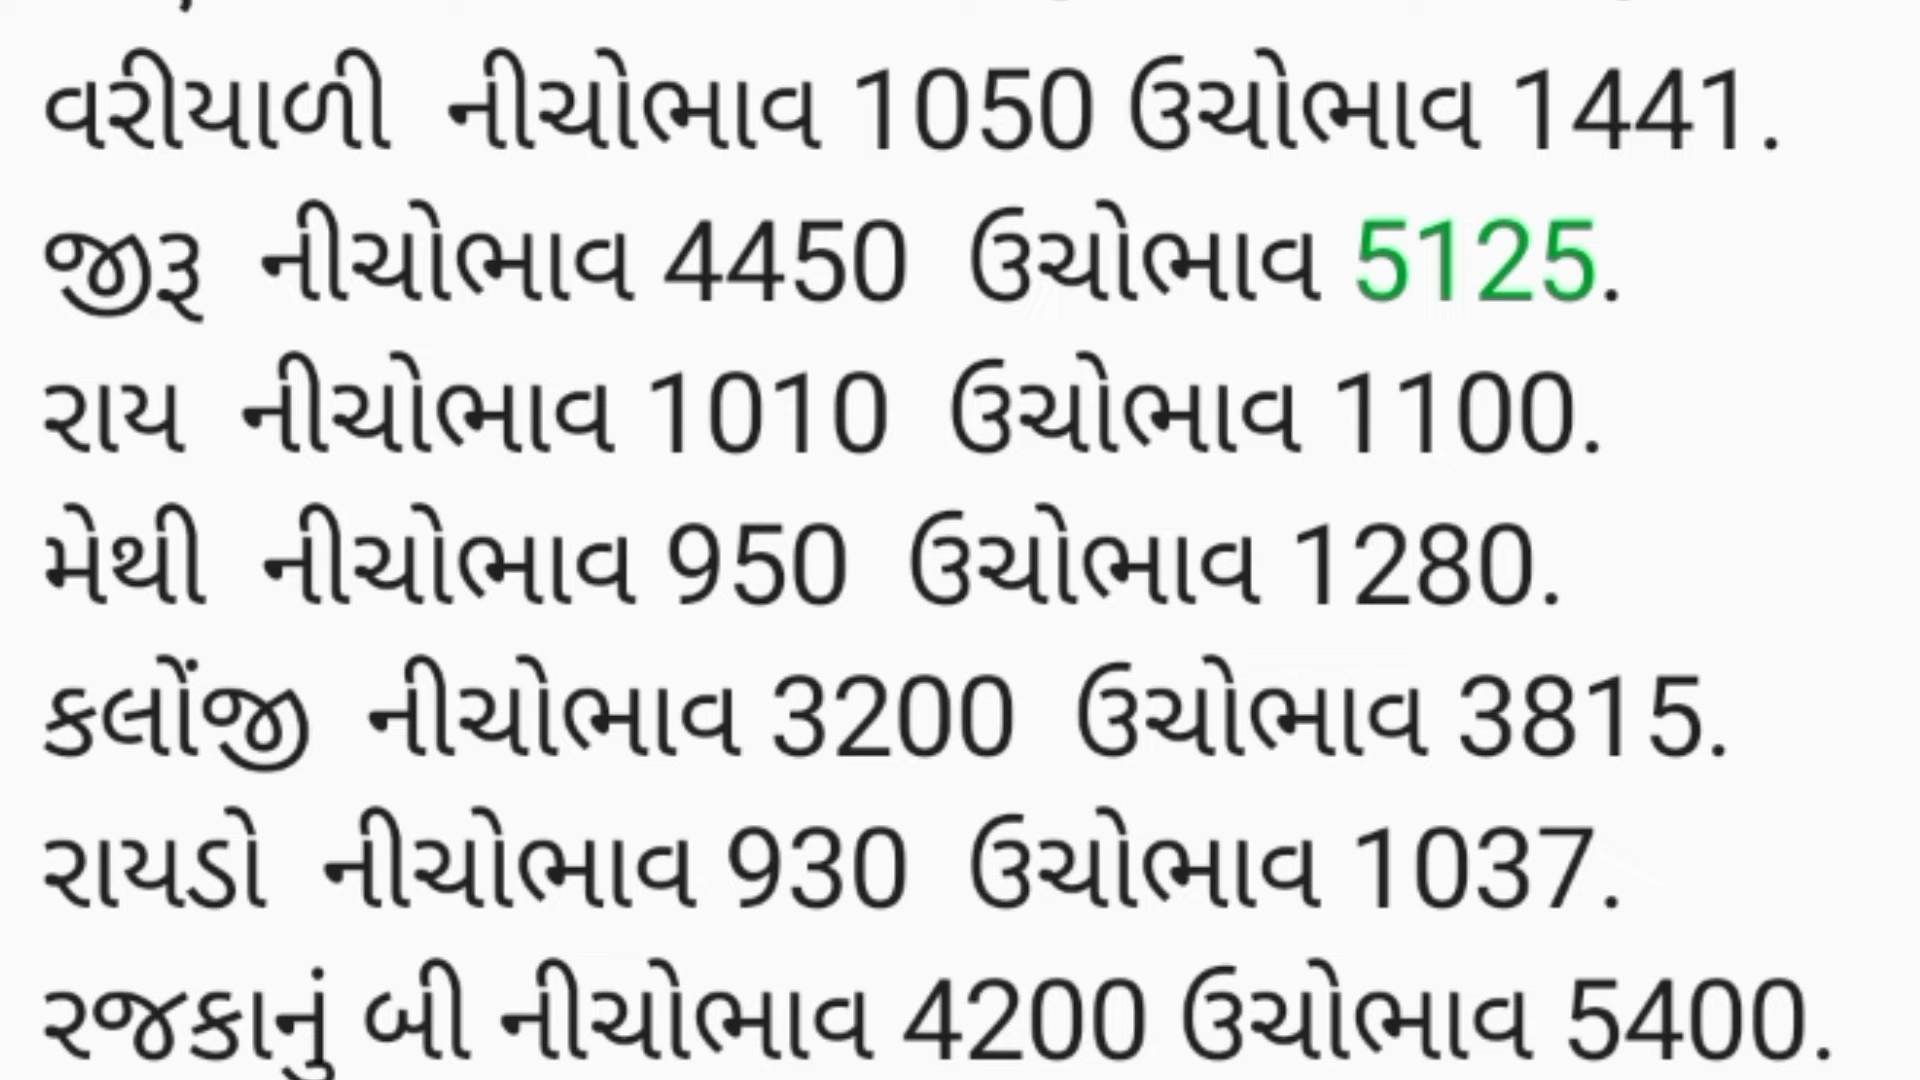 વરીયાળી નીચોભાવ 1050 ઉચોભાવ 1441.
જીરૂ નીચોભાવ 4450 ઉચોભાવ 5125.
રાય નીચોભાવ 1010 ઉચોભાવ 1100.
મેથી નીચોભાવ 950 ઉચોભાવ 1280.
કલોંજી નીચોભાવ 3200 ઉચોભાવ 3815.
રાયડો નીચોભાવ 930 ઉચોભાવ 1037.
રજકાનું બી નીચોભાવ 4200 ઉચોભાવ 5400.